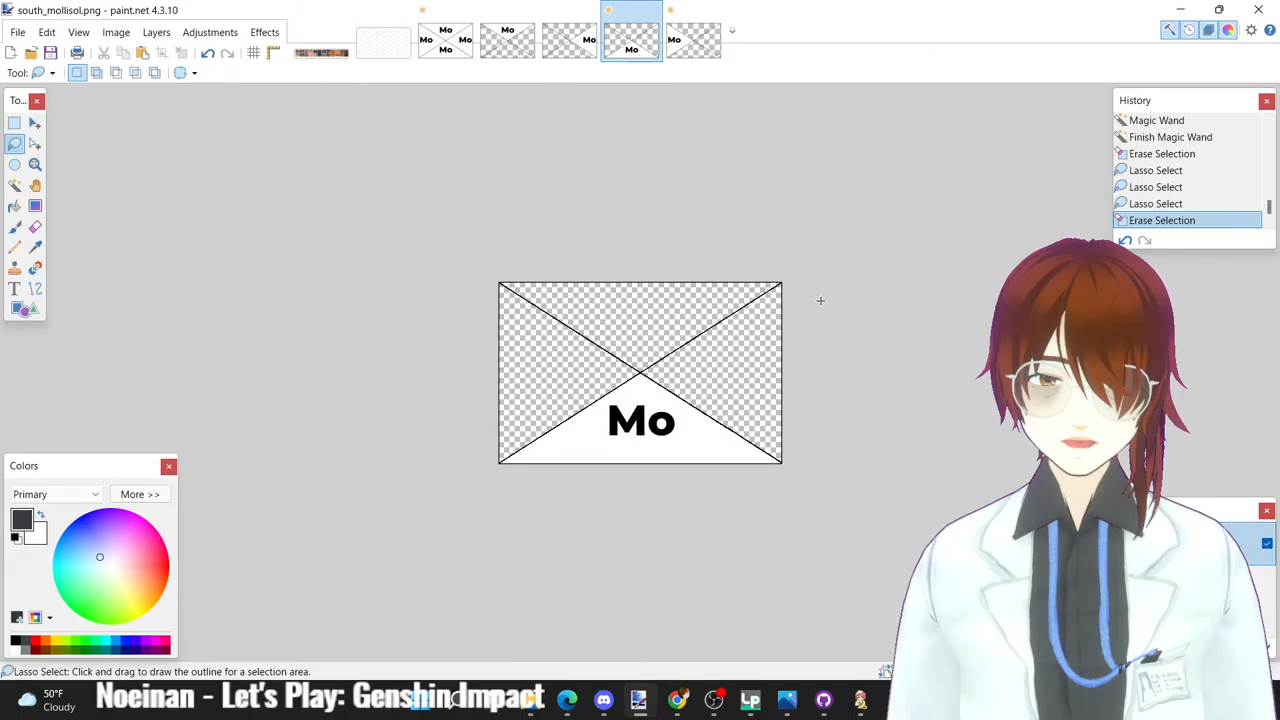 south_mollisol.png - paint.net 4.3.10
File Edit View Image Layers Adjustments Effects
Mo Mo Mo Mo Mo Mo Mo Mo
Tool:
To...
History
Magic Wand
Finish Magic Wand
Erase Selection
Lasso Select
Lasso Select
Lasso Select
Erase Selection
Mo
Colors
Primary
More >>
Lasso Select: Click and drag to draw the outline for a selection area.
50°F
Cloudy
Noeinan - Let's Play: Genshin Impact